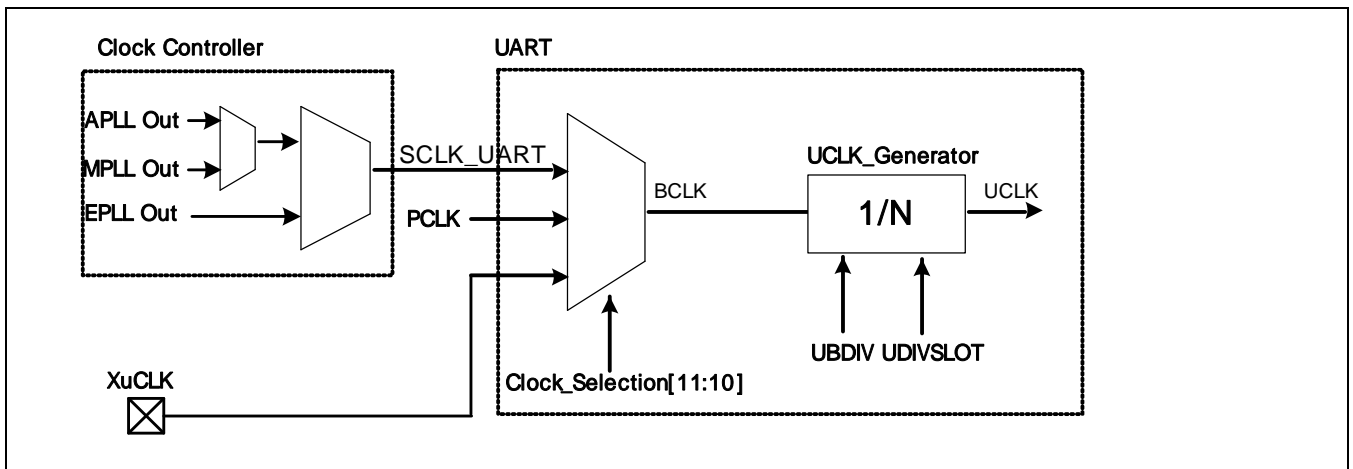 Clock Controller
UART
APLL Out
MPLL Out
EPLL Out
SCLK_UART
PCLK
BCLK
UCLK_Generator
1/N
UCLK
UBDIV UDIVSLOT
Clock_Selection[11:10]
XuCLK